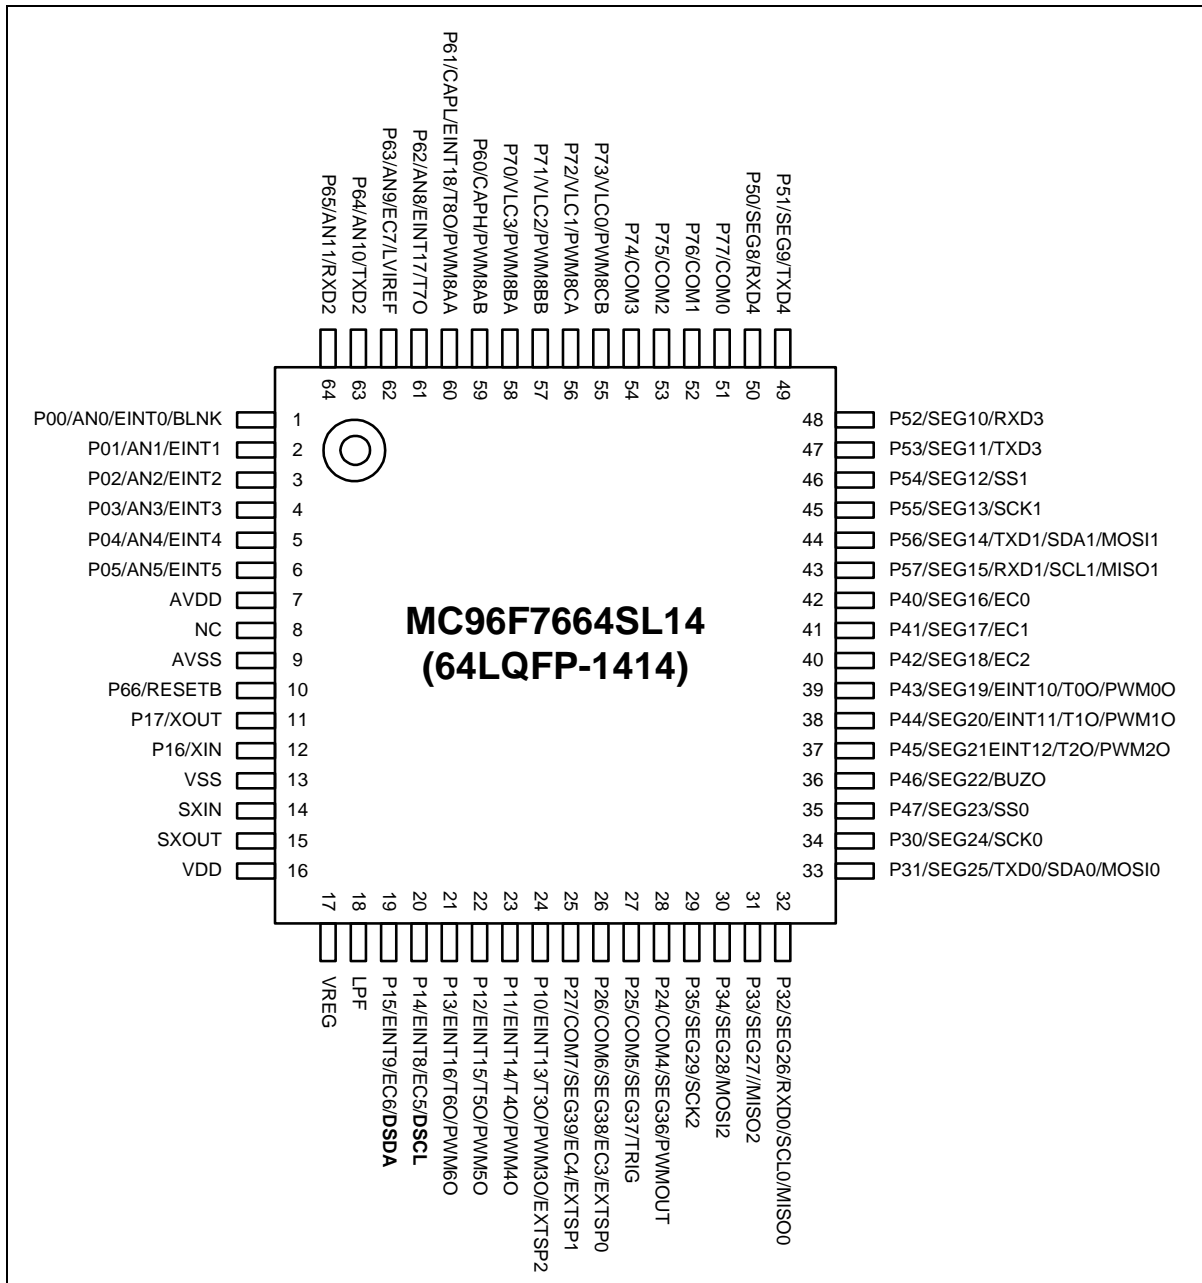 P61/CAPL/EINT18/T8O/PWM8AA
P65/AN11/RXD2
P64/AN10/TXD2
P63/AN9/EC7/LVIREF
P62/AN8/EINT17/T7O
P60/CAPH/PWM8AB
P70/VLC3/PWM8BA
P71/VLC2/PWM8BB
P72/VLC1/PWM8CA
P73/VLC0/PWM8CB
P74/COM3
P75/COM2
P76/COM1
P77/COM0
P50/SEG8/RXD4
P51/SEG9/TXD4
64
63
62
61
60
59
58
57
56
55
54
53
52
51
50
49
P00/AN0/EINT0/BLNK 1
P01/AN1/EINT1 2
P02/AN2/EINT2 3
P03/AN3/EINT3 4
P04/AN4/EINT4 5
P05/AN5/EINT5 6
AVDD 7
NC 8
AVSS 9
P66/RESETB 10
P17/XOUT 11
P16/XIN 12
VSS 13
SXIN 14
SXOUT 15
VDD 16
MC96F7664SL14
(64LQFP-1414)
48 P52/SEG10/RXD3
47 P53/SEG11/TXD3
46 P54/SEG12/SS1
45 P55/SEG13/SCK1
44 P56/SEG14/TXD1/SDA1/MOSI1
43 P57/SEG15/RXD1/SCL1/MISO1
42 P40/SEG16/EC0
41 P41/SEG17/EC1
40 P42/SEG18/EC2
39 P43/SEG19/EINT10/T0O/PWM0O
38 P44/SEG20/EINT11/T1O/PWM1O
37 P45/SEG21EINT12/T2O/PWM2O
36 P46/SEG22/BUZO
35 P47/SEG23/SS0
34 P30/SEG24/SCK0
33 P31/SEG25/TXD0/SDA0/MOSI0
17
18
19
20
21
22
23
24
25
26
27
28
29
30
31
32
VREG
LPF
P15/EINT9/EC6/DSDA
P14/EINT8/EC5/DSCL
P13/EINT16/T6O/PWM6O
P12/EINT15/T5O/PWM5O
P11/EINT14/T4O/PWM4O
P10/EINT13/T3O/PWM3O/EXTSP2
P27/COM7/SEG39/EC4/EXTSP1
P26/COM6/SEG38/EC3/EXTSP0
P25/COM5/SEG37/TRIG
P24/COM4/SEG36/PWMOUT
P35/SEG29/SCK2
P34/SEG28/MOSI2
P33/SEG27//MISO2
P32/SEG26/RXD0/SCL0/MISO0